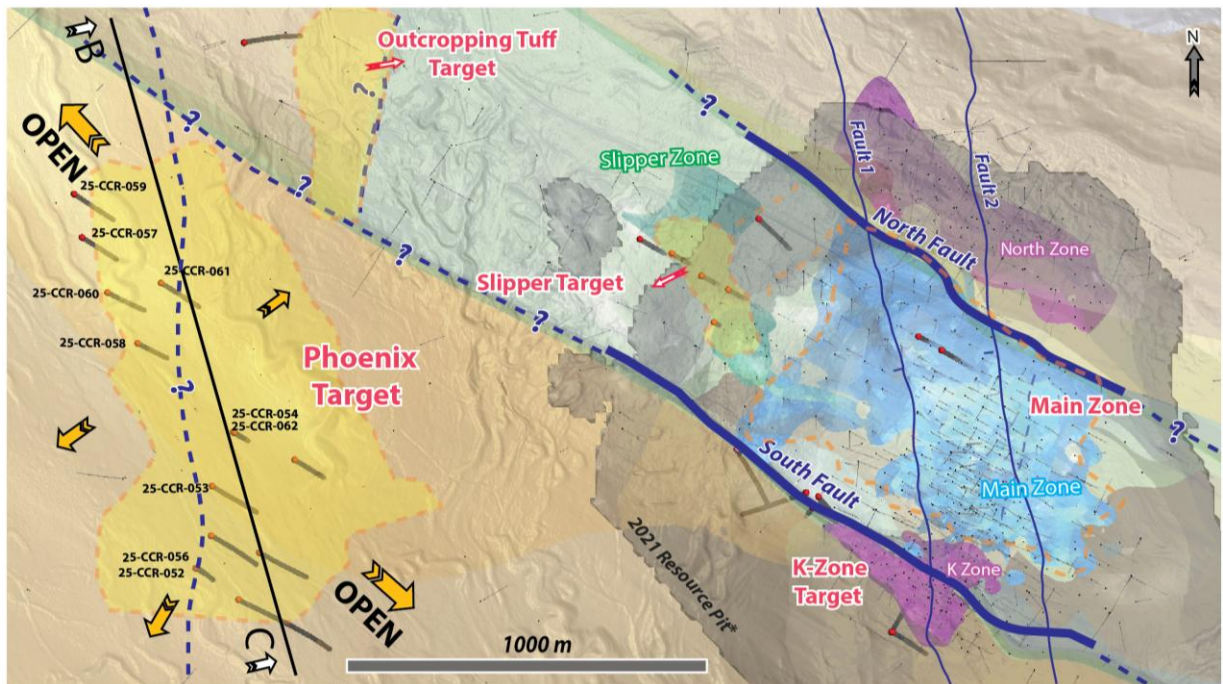 N
B
Outcropping Tuff
Target
?
?
OPEN
?
25-CCR-059
Slipper Zone
Fault 1
Fault 2
?
25-CCR-057
North Fault
North Zone
?
25-CCR-061
Slipper Target
25-CCR-060
?
25-CCR-058
Phoenix
Target
?
Main Zone
25-CCR-054
25-CCR-062
?
South Fault
Main Zone
25-CCR-053
2021 Resource Pit*
25-CCR-056
25-CCR-052
K-Zone
Target
K Zone
OPEN
C
1000 m